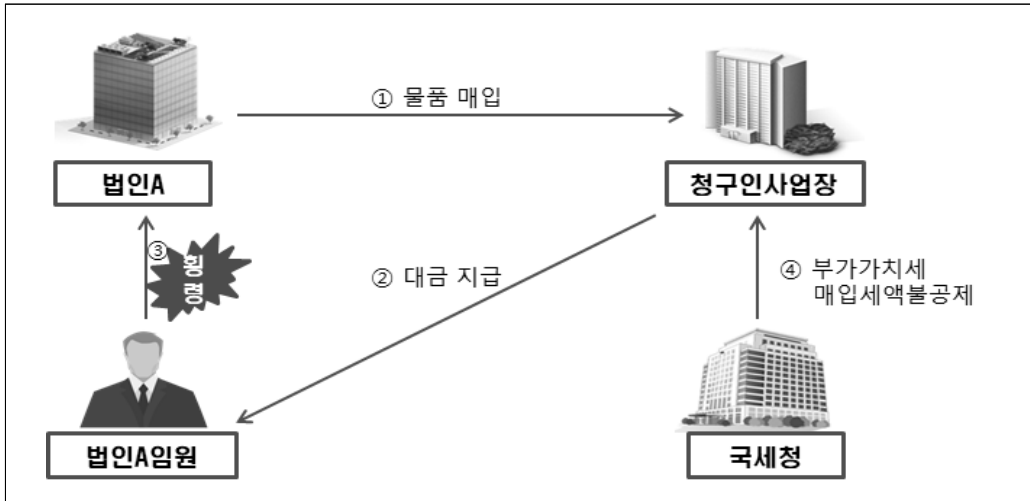 ① 물품 매입
법인A
청구인사업장
③
횡
령
② 대금 지급
④ 부가가치세
매입세액불공제
법인A임원
국세청